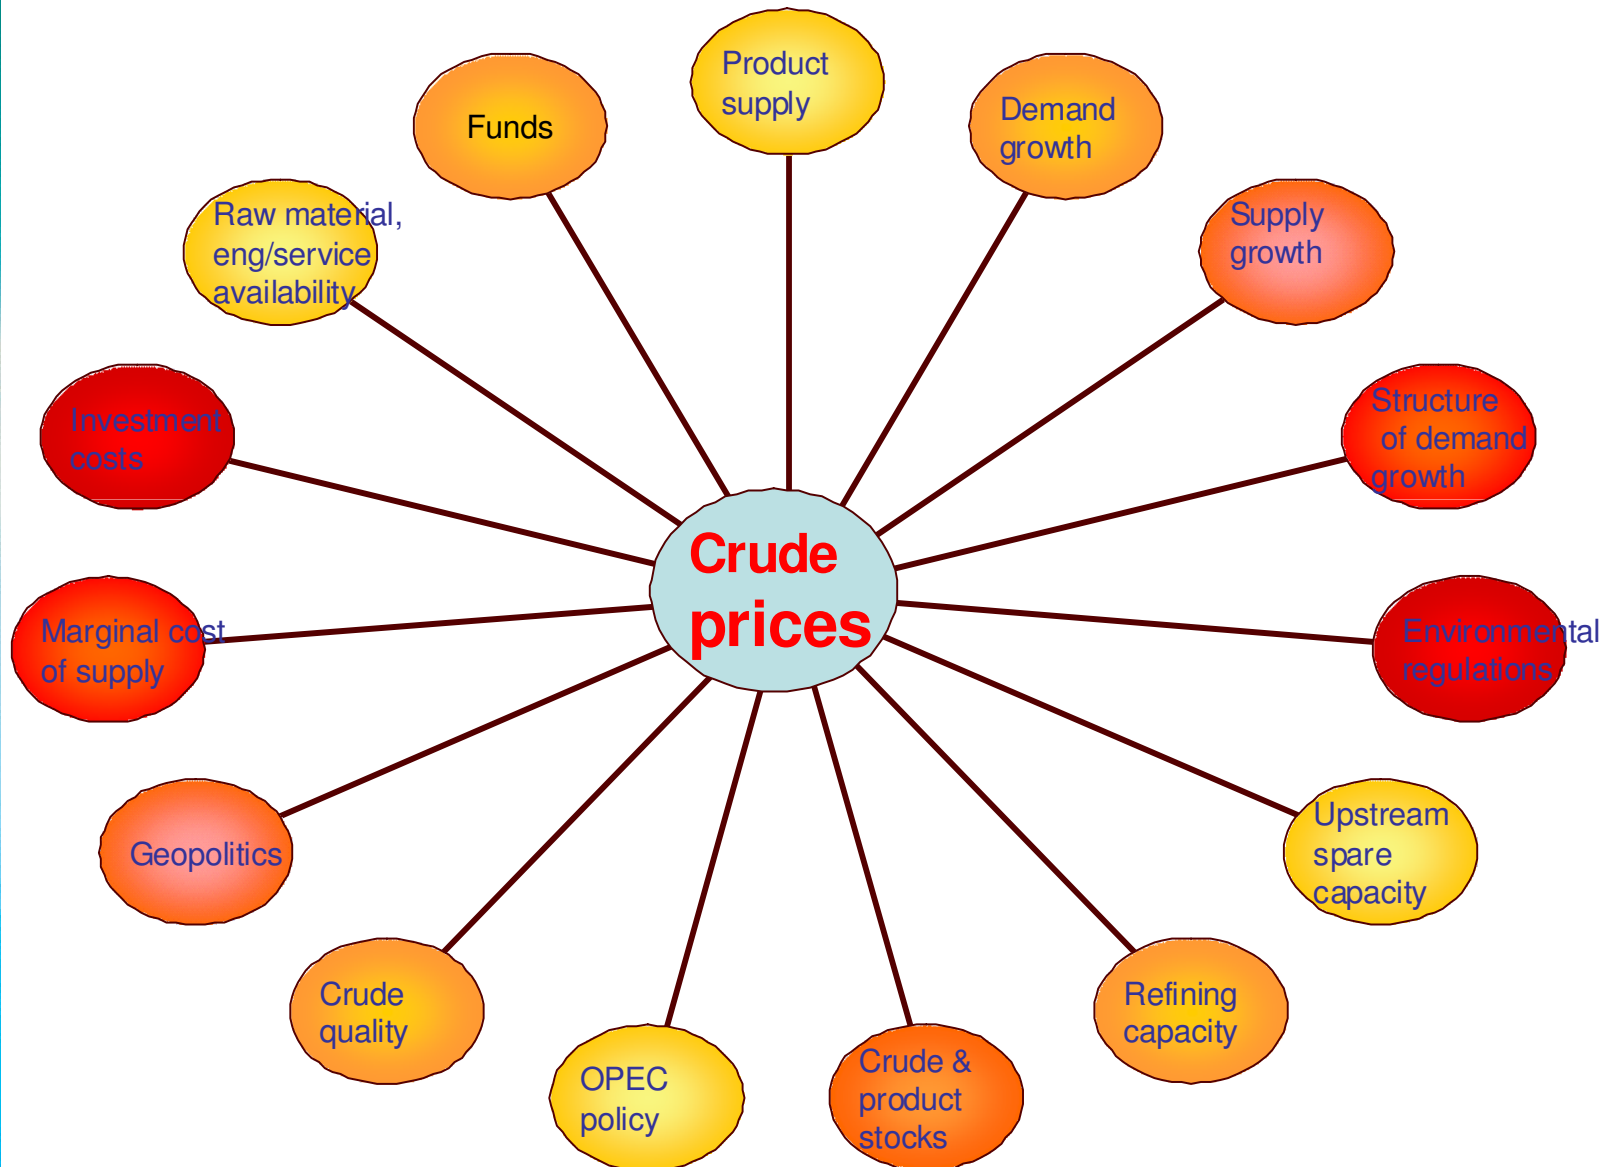 Product
supply
Funds
Demand
growth
Raw material,
eng/service
availability
Supply
growth
Investment
costs
Structure
of demand
growth
Crude
prices
Marginal cost
of supply
Environmental
regulations
Geopolitics
Upstream
spare
capacity
Crude
quality
Refining
capacity
OPEC
policy
Crude &
product
stocks